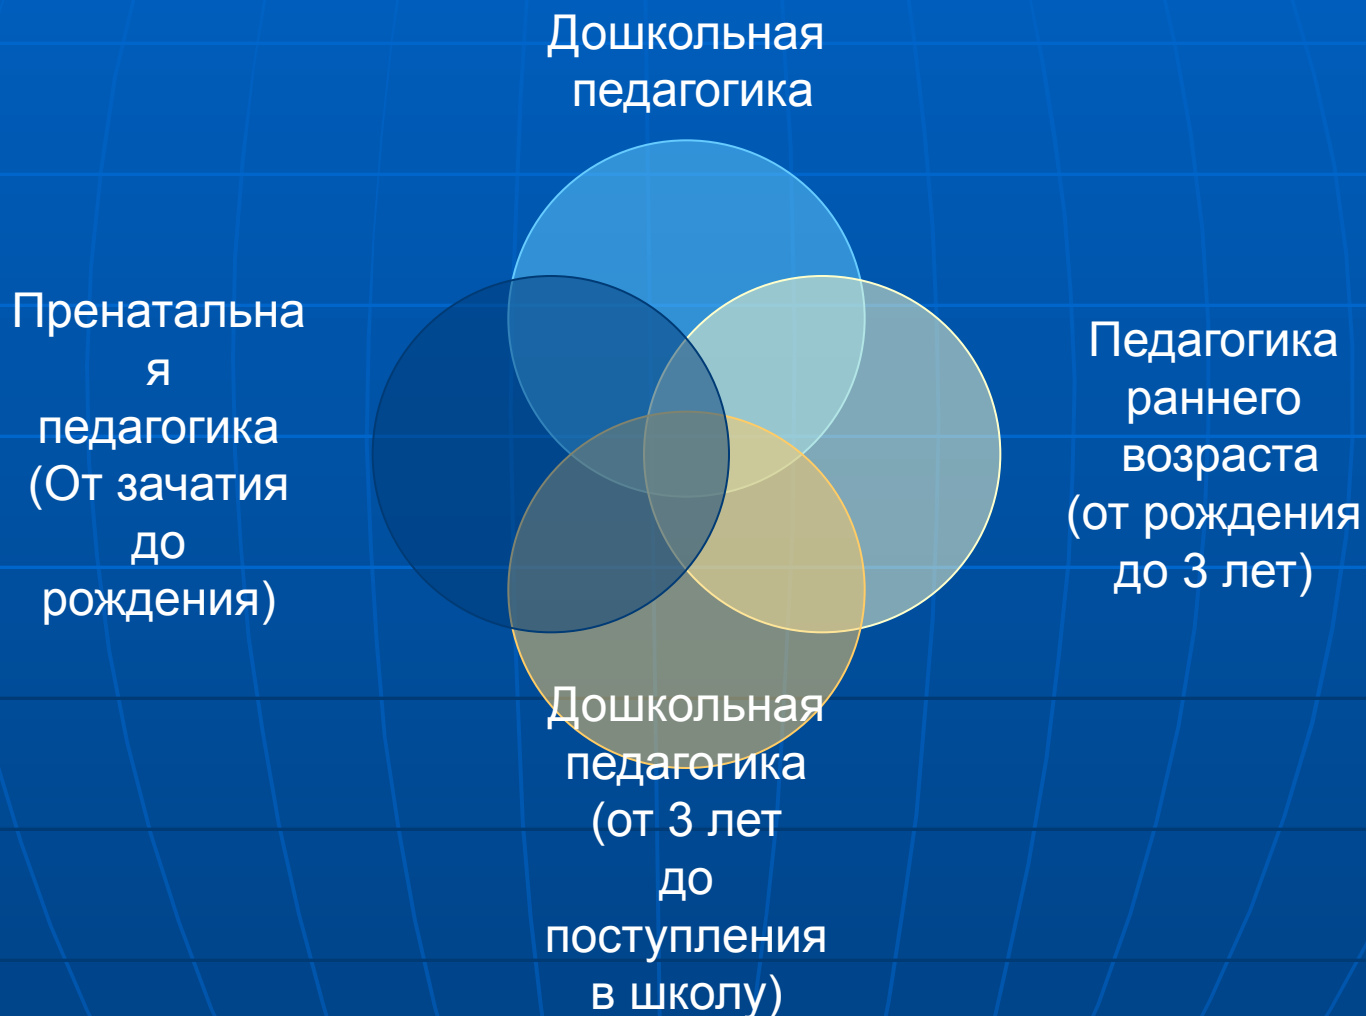 Дошкольная
педагогика
Пренатальна
я
педагогика
(От зачатия
до
рождения)
Педагогика
раннего
возраста
(от рождения
до 3 лет)
Дошкольная
педагогика
(от 3 лет
до
поступления
в школу)